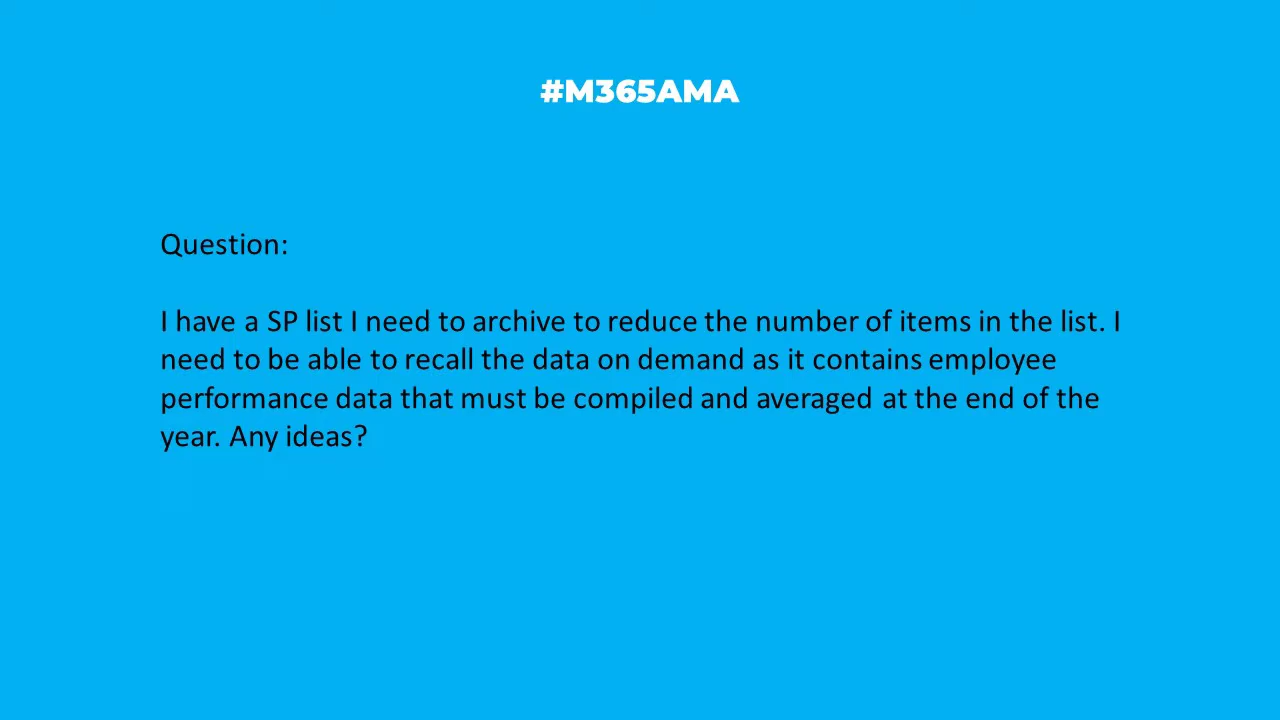 #M365AMA
Question:
I have a SP list I need to archive to reduce the number of items in the list. I
need to be able to recall the data on demand as it contains employee
performance data that must be compiled and averaged at the end of the
year. Any ideas?